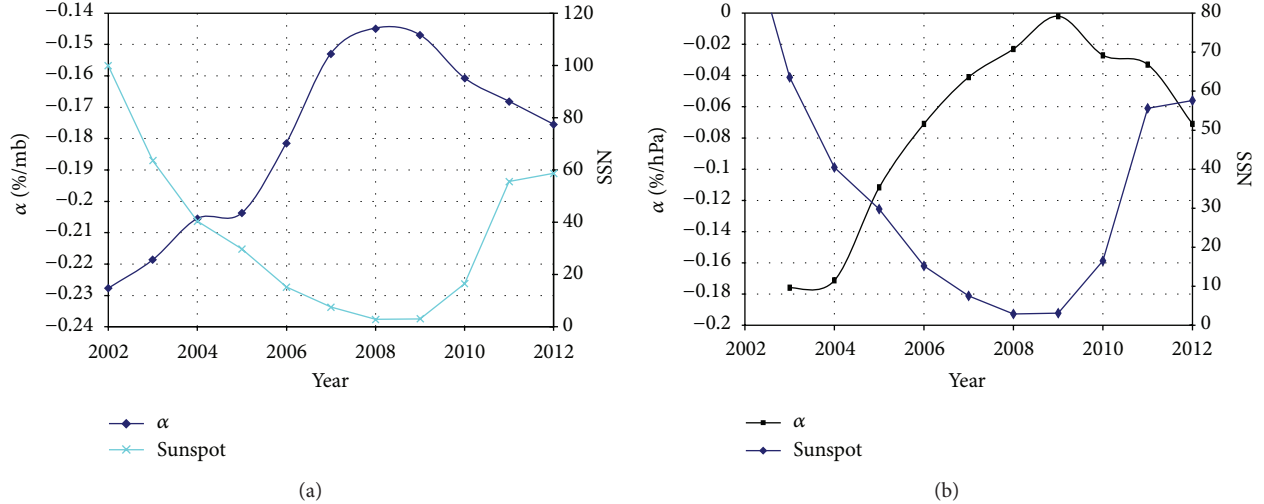 −0.14
−0.15
−0.16
−0.17
−0.18
−0.19
−0.2
−0.21
−0.22
−0.23
−0.24
α (%/mb)
120
100
80
60
40
20
0
SSN
2002 2004 2006 2008 2010 2012
Year
α
Sunspot
(a)
0
−0.02
−0.04
−0.06
−0.08
−0.1
−0.12
−0.14
−0.16
−0.18
−0.2
α (%/hPa)
80
70
60
50
40
30
20
10
0
SSN
2002 2004 2006 2008 2010 2012
Year
α
Sunspot
(b)